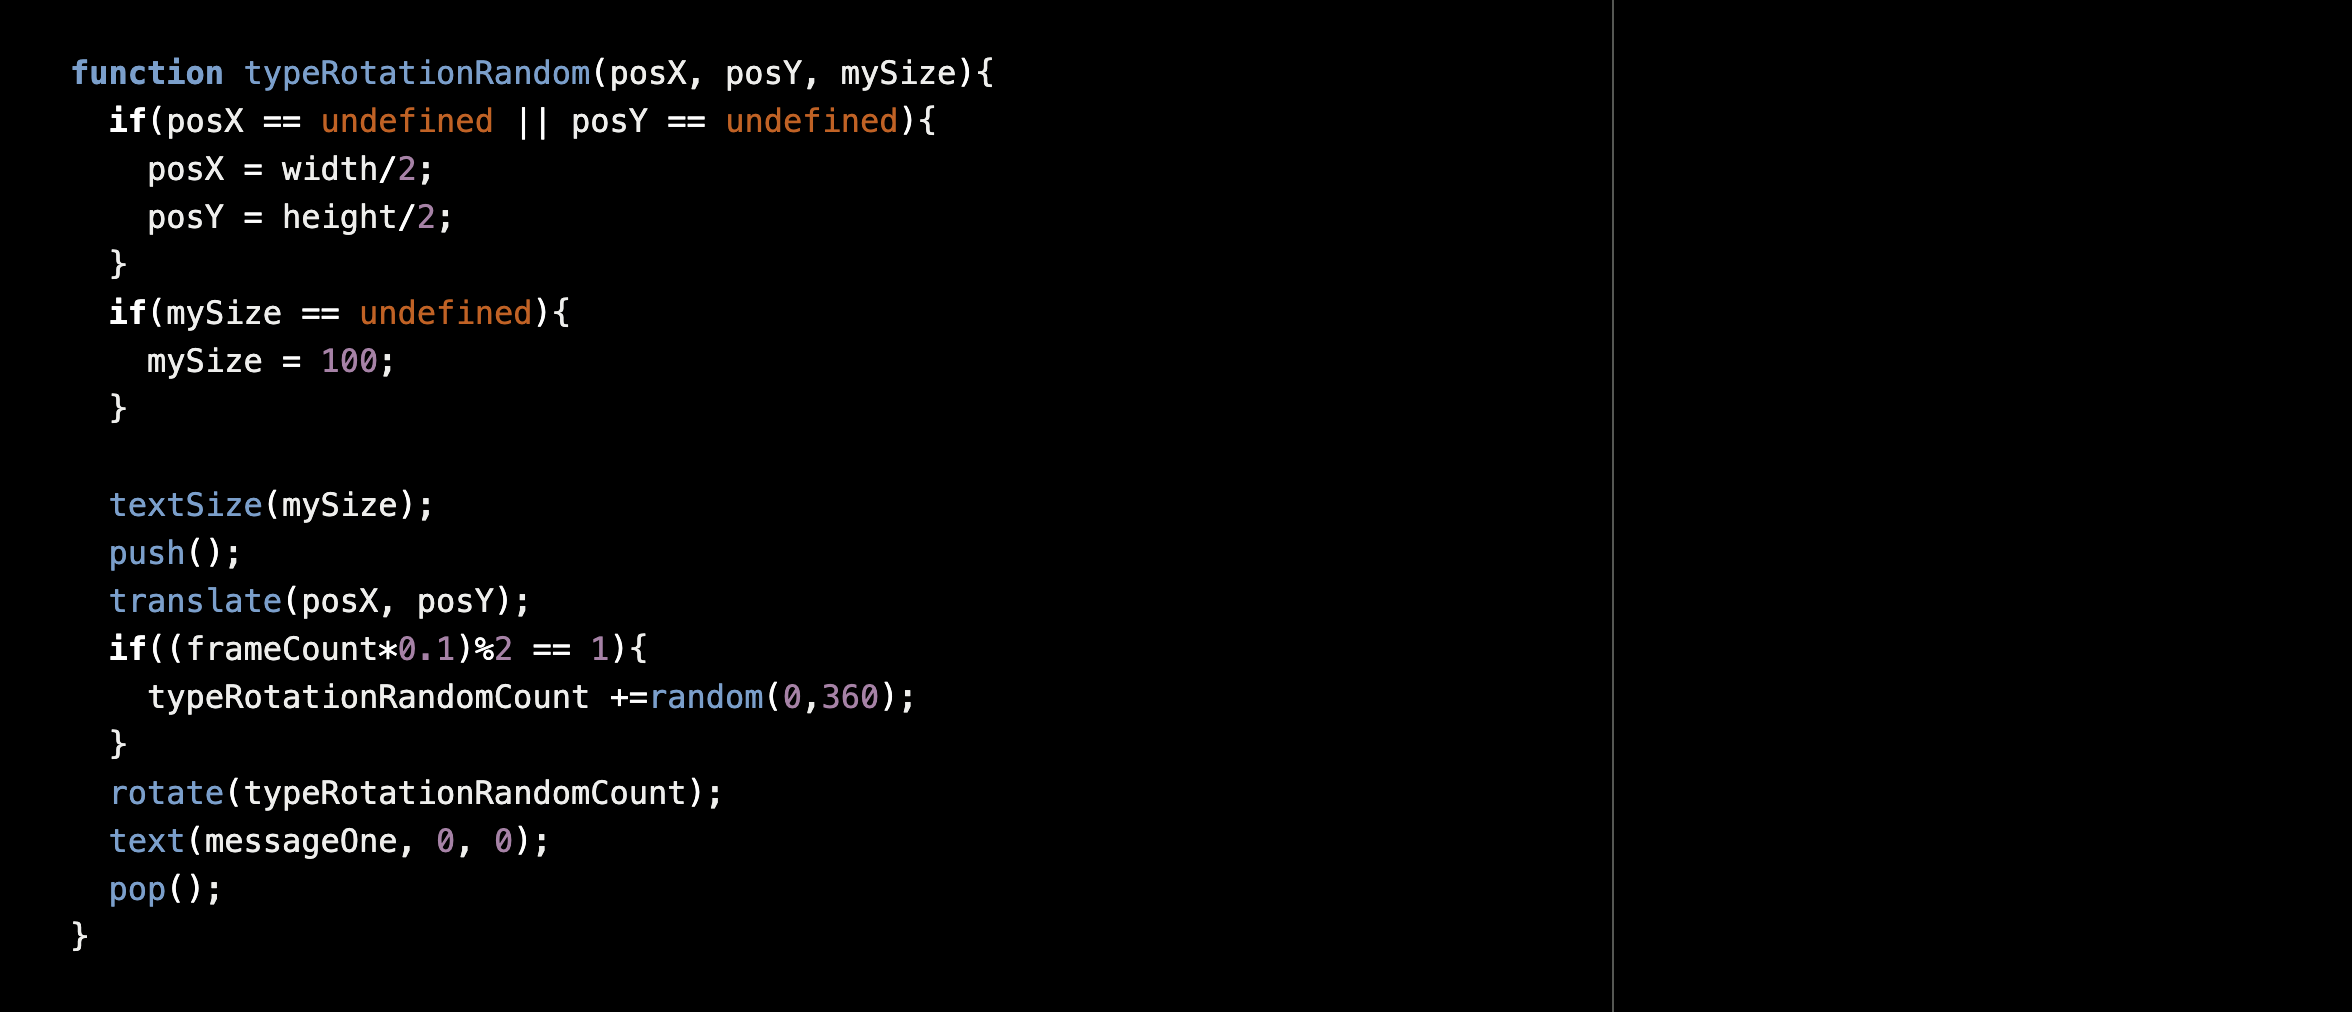 function typeRotationRandom(posX, posY, mySize){
  if(posX == undefined || posY == undefined){
    posX = width/2;
    posY = height/2;
  }
  if(mySize == undefined){
    mySize = 100;
  }

  textSize(mySize);
  push();
  translate(posX, posY);
  if((frameCount*0.1)%2 == 1){
    typeRotationRandomCount +=random(0,360);
  }
  rotate(typeRotationRandomCount);
  text(messageOne, 0, 0);
  pop();
}